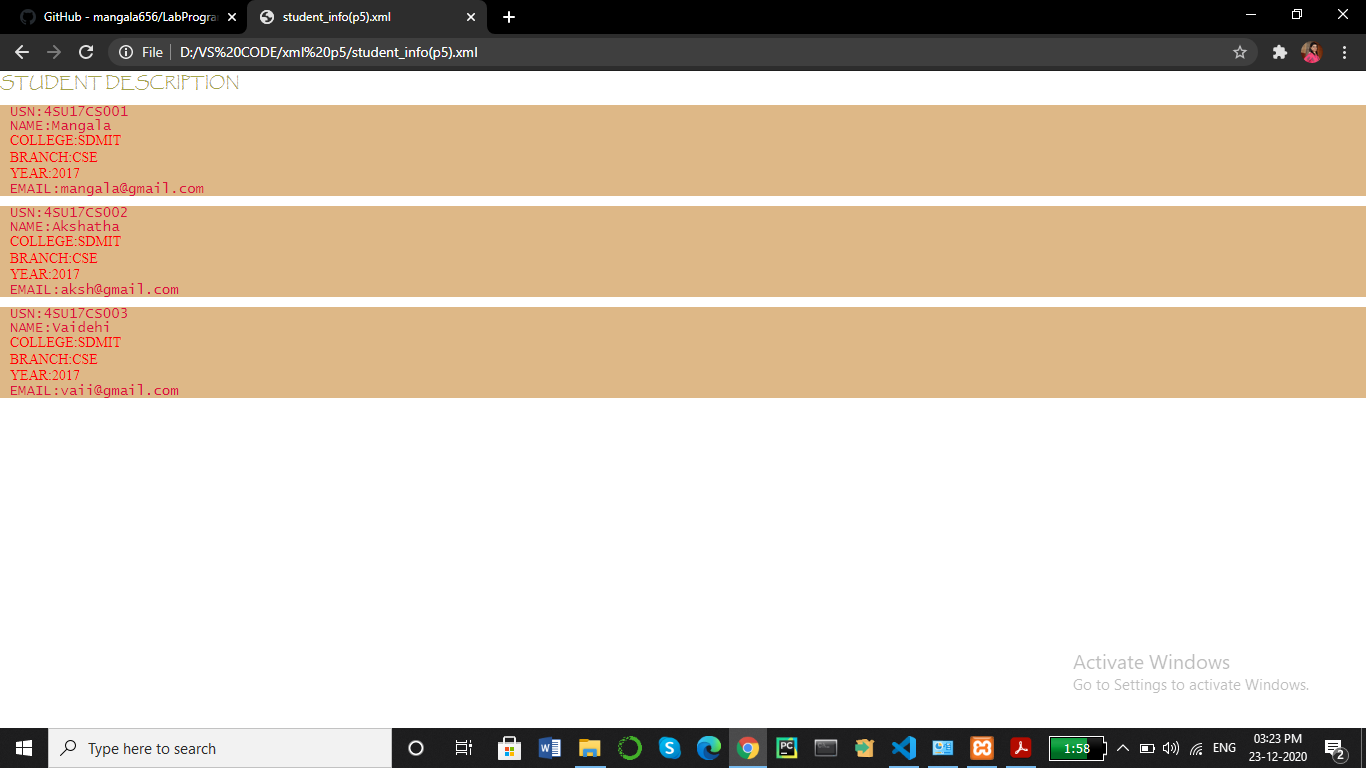 GitHub - mangala656/LabProgra
student_info(p5).xml
File
D:/VS%20CODE/xml%20p5/student_info(p5).xml
STUDENT DESCRIPTION
USN:4SU17CS001
NAME:Mangala
COLLEGE:SDMIT
BRANCH:CSE
YEAR:2017
EMAIL:mangala@gmail.com
USN:4SU17CS002
NAME:Akshatha
COLLEGE:SDMIT
BRANCH:CSE
YEAR:2017
EMAIL:aksh@gmail.com
USN:4SU17CS003
NAME:Vaidehi
COLLEGE:SDMIT
BRANCH:CSE
YEAR:2017
EMAIL:vaii@gmail.com
Activate Windows
Go to Settings to activate Windows.
Type here to search
PC
1:58
ENG
03:23 PM
23-12-2020
2